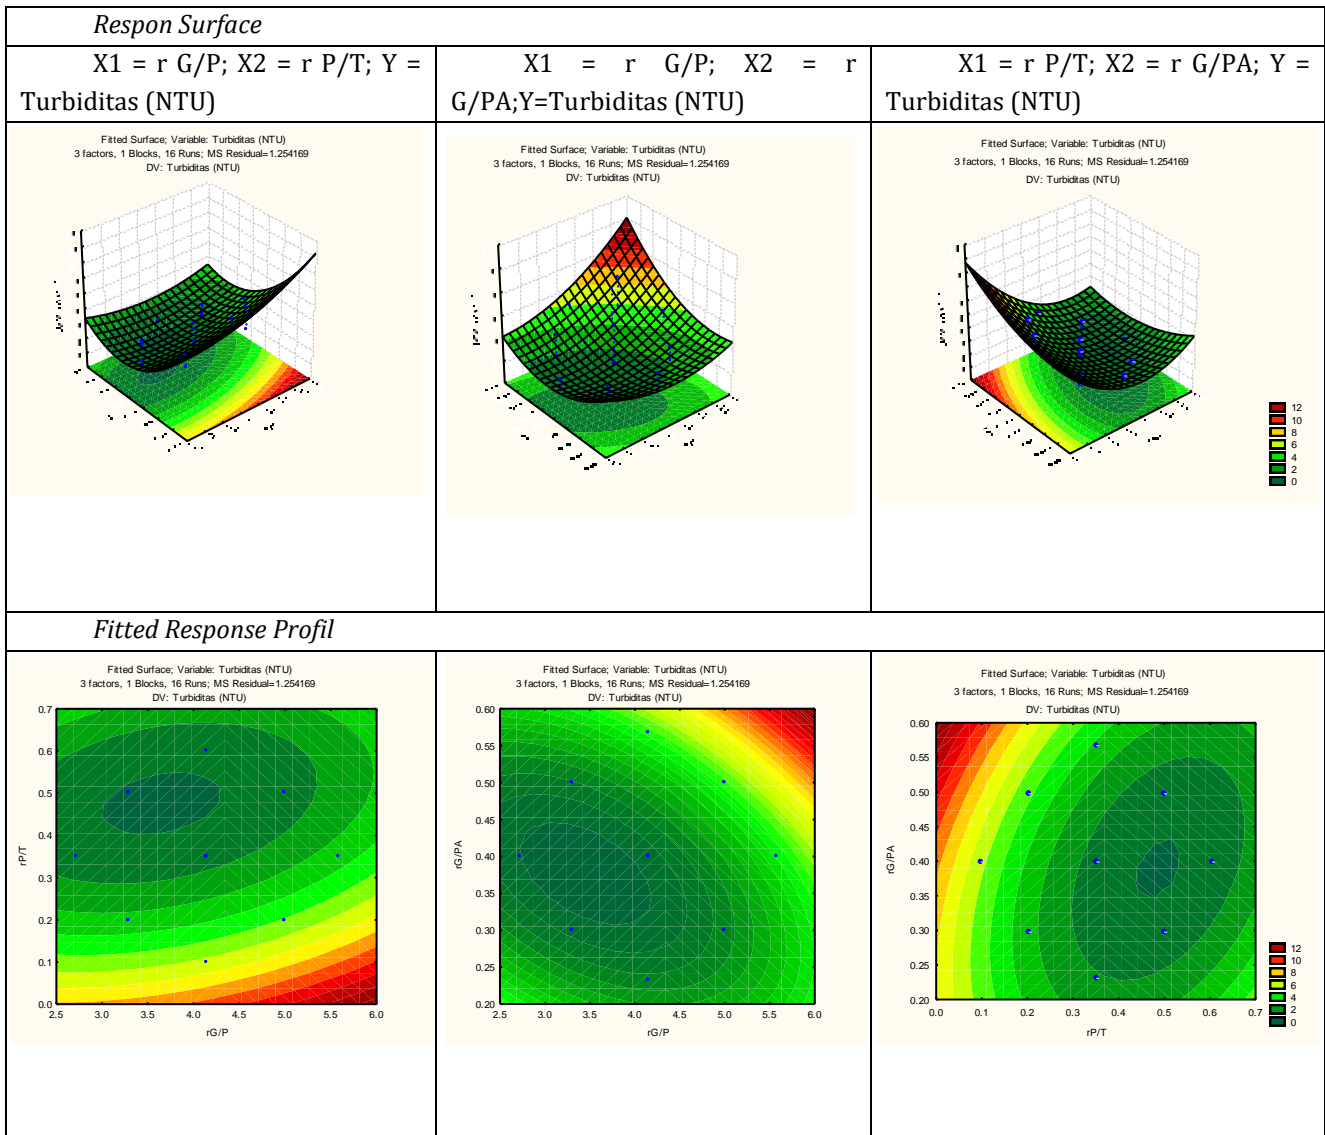 Respon Surface
X1 = r G/P; X2 = r P/T; Y =
Turbiditas (NTU)
X1 = r G/P; X2 = r
G/PA;Y=Turbiditas (NTU)
X1 = r P/T; X2 = r G/PA; Y =
Turbiditas (NTU)
Fitted Surface; Variable: Turbiditas (NTU)
3 factors, 1 Blocks, 16 Runs; MS Residual=1.254169
DV: Turbiditas (NTU)
Fitted Surface; Variable: Turbiditas (NTU)
3 factors, 1 Blocks, 16 Runs; MS Residual=1.254169
DV: Turbiditas (NTU)
Fitted Surface; Variable: Turbiditas (NTU)
3 factors, 1 Blocks, 16 Runs; MS Residual=1.254169
DV: Turbiditas (NTU)
12
10
8
6
4
2
0
Fitted Response Profil
Fitted Surface; Variable: Turbiditas (NTU)
3 factors, 1 Blocks, 16 Runs; MS Residual=1.254169
DV: Turbiditas (NTU)
0.7
0.6
0.5
0.4
0.3
0.2
0.1
0.0
rP/T
2.5 3.0 3.5 4.0 4.5 5.0 5.5 6.0
rG/P
Fitted Surface; Variable: Turbiditas (NTU)
3 factors, 1 Blocks, 16 Runs; MS Residual=1.254169
DV: Turbiditas (NTU)
0.60
0.55
0.50
0.45
0.40
0.35
0.30
0.25
0.20
rG/PA
2.5 3.0 3.5 4.0 4.5 5.0 5.5 6.0
rG/P
Fitted Surface; Variable: Turbiditas (NTU)
3 factors, 1 Blocks, 16 Runs; MS Residual=1.254169
DV: Turbiditas (NTU)
0.60
0.55
0.50
0.45
0.40
0.35
0.30
0.25
0.20
rG/PA
0.0 0.1 0.2 0.3 0.4 0.5 0.6 0.7
rP/T
12
10
8
6
4
2
0